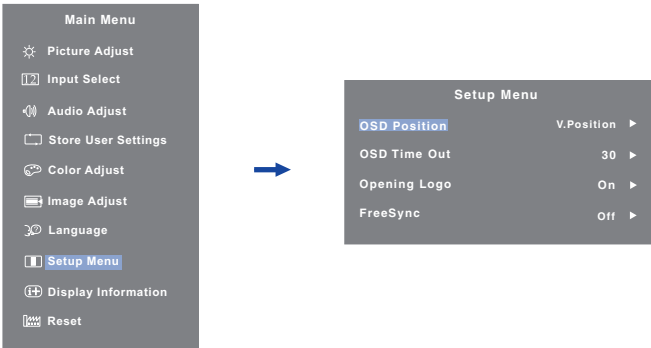 Main Menu
Picture Adjust
12 Input Select
Audio Adjust
Store User Settings
Color Adjust
Image Adjust
Language
Setup Menu
Display Information
Reset
Setup Menu
OSD Position V.Position
OSD Time Out 30
Opening Logo On
FreeSync Off